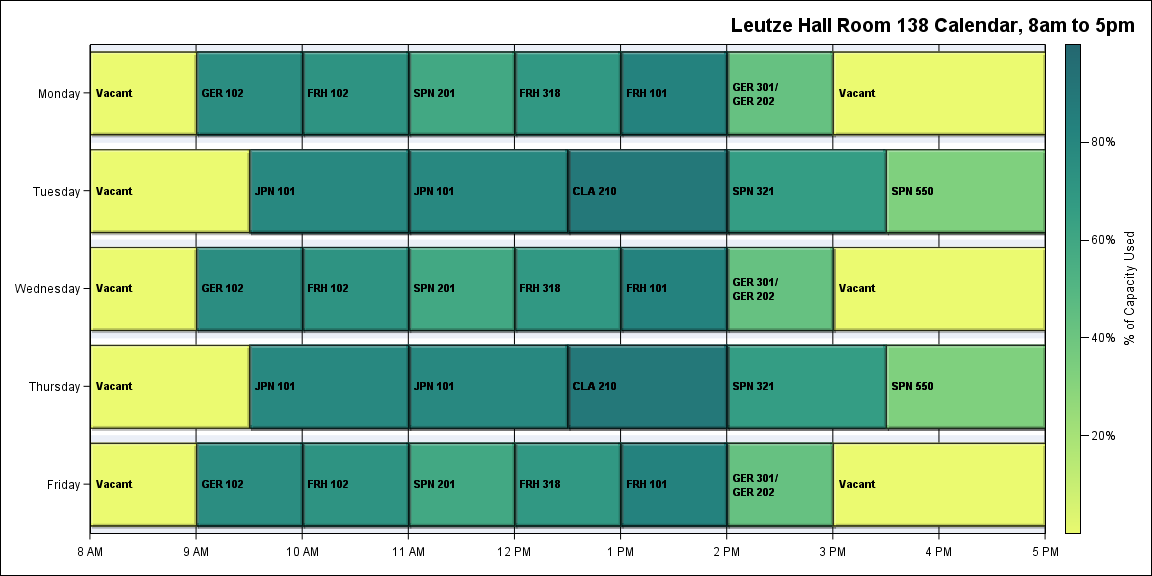 Leutze Hall Room 138 Calendar, 8am to 5pm
Monday
Vacant
GER 102
FRH 102
SPN 201
FRH 318
FRH 101
GER 301/
GER 202
Vacant
Tuesday
Vacant
JPN 101
JPN 101
CLA 210
SPN 321
SPN 550
Wednesday
Vacant
GER 102
FRH 102
SPN 201
FRH 318
FRH 101
GER 301/
GER 202
Vacant
Thursday
Vacant
JPN 101
JPN 101
CLA 210
SPN 321
SPN 550
Friday
Vacant
GER 102
FRH 102
SPN 201
FRH 318
FRH 101
GER 301/
GER 202
Vacant
8 AM
9 AM
10 AM
11 AM
12 PM
1 PM
2 PM
3 PM
4 PM
5 PM
80%
60%
40%
20%
% of Capacity Used